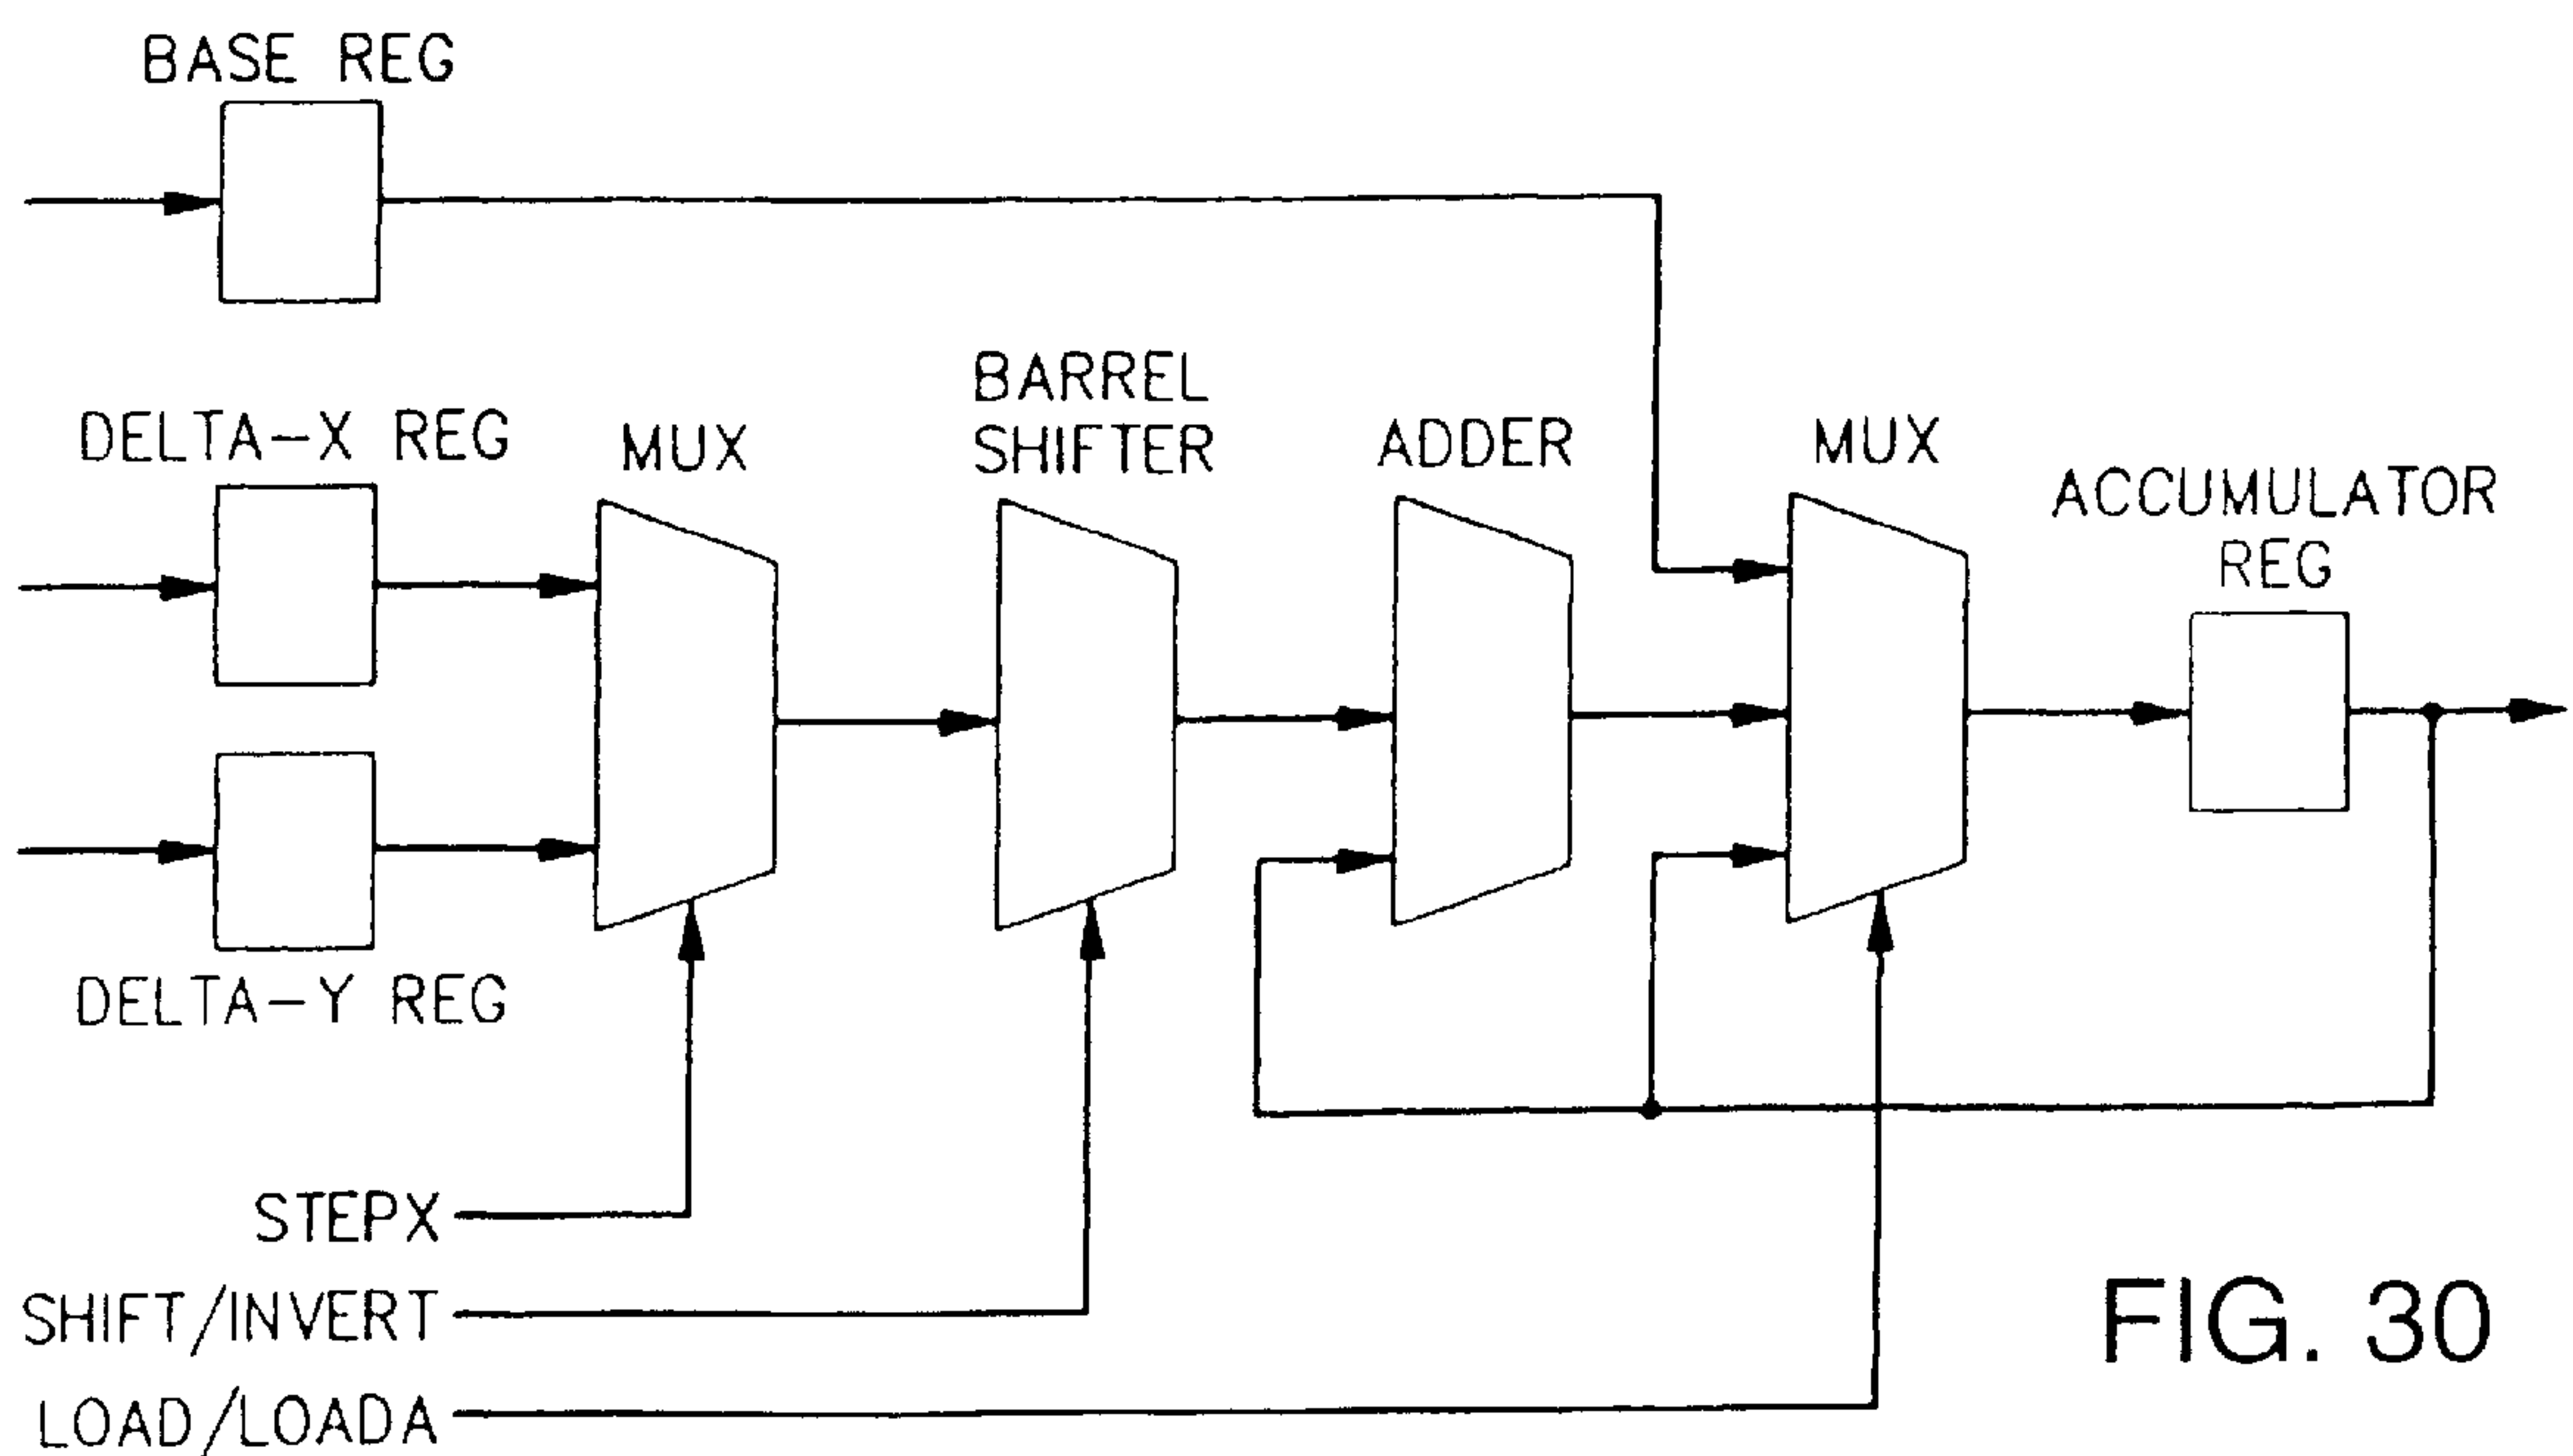 BASE REG
DELTA-X REG
MUX
BARREL
SHIFTER
ADDER
MUX
ACCUMULATOR
REG
DELTA-Y REG
STEPX
SHIFT/INVERT
LOAD/LOADA
FIG. 30